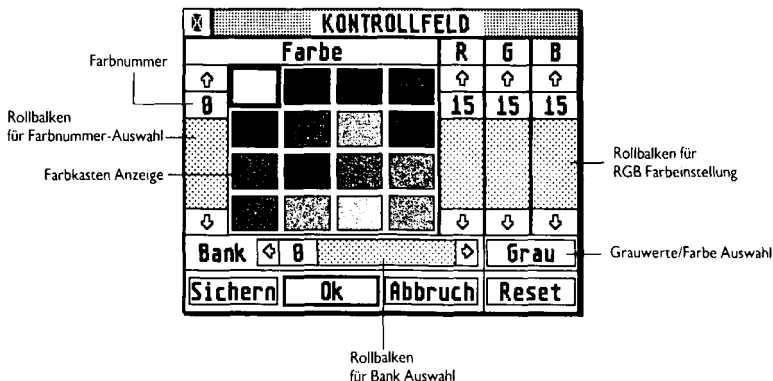 KONTROLLFELD
Farbe R G B
Farbnummer
0 15 15 15
Rollbalken
für Farbnummer-Auswahl
Farbkasten Anzeige
Rollbalken für
RGB Farbeinstellung
Bank 0 Grau
Grauwerte/Farbe Auswahl
Sichern Ok Abbruch Reset
Rollbalken
für Bank Auswahl